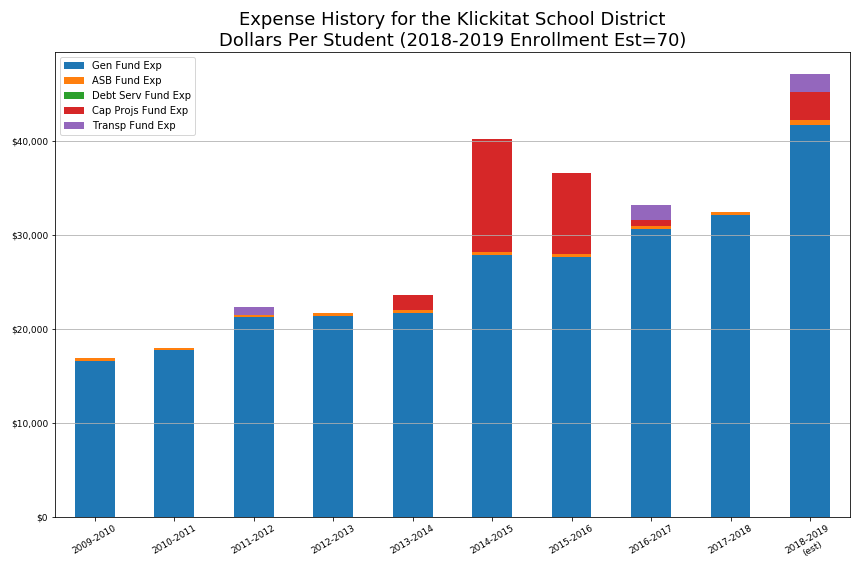 Expense History for the Klickitat School District
Dollars Per Student (2018-2019 Enrollment Est=70)
Gen Fund Exp
ASB Fund Exp
Debt Serv Fund Exp
Cap Projs Fund Exp
Transp Fund Exp
$40,000
$30,000
$20,000
$10,000
$0
2009-2010
2010-2011
2011-2012
2012-2013
2013-2014
2014-2015
2015-2016
2016-2017
2017-2018
2018-2019
(est)